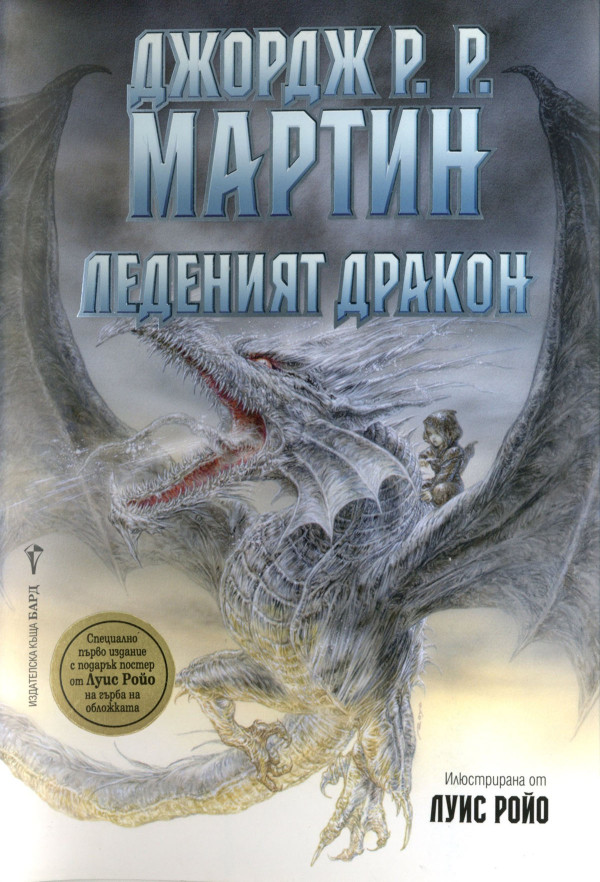 ДЖОРДЖ Р. Р.
МАРТИН
ЛЕДЕНИЯТ ДРАКОН
ИЗДАТЕЛСКА КЪЩА БАРД
Специално
първо издание
с подарък постер
от Луис Ройо
на гърба на
обложката
Илюстрирана от
ЛУИС РОЙО